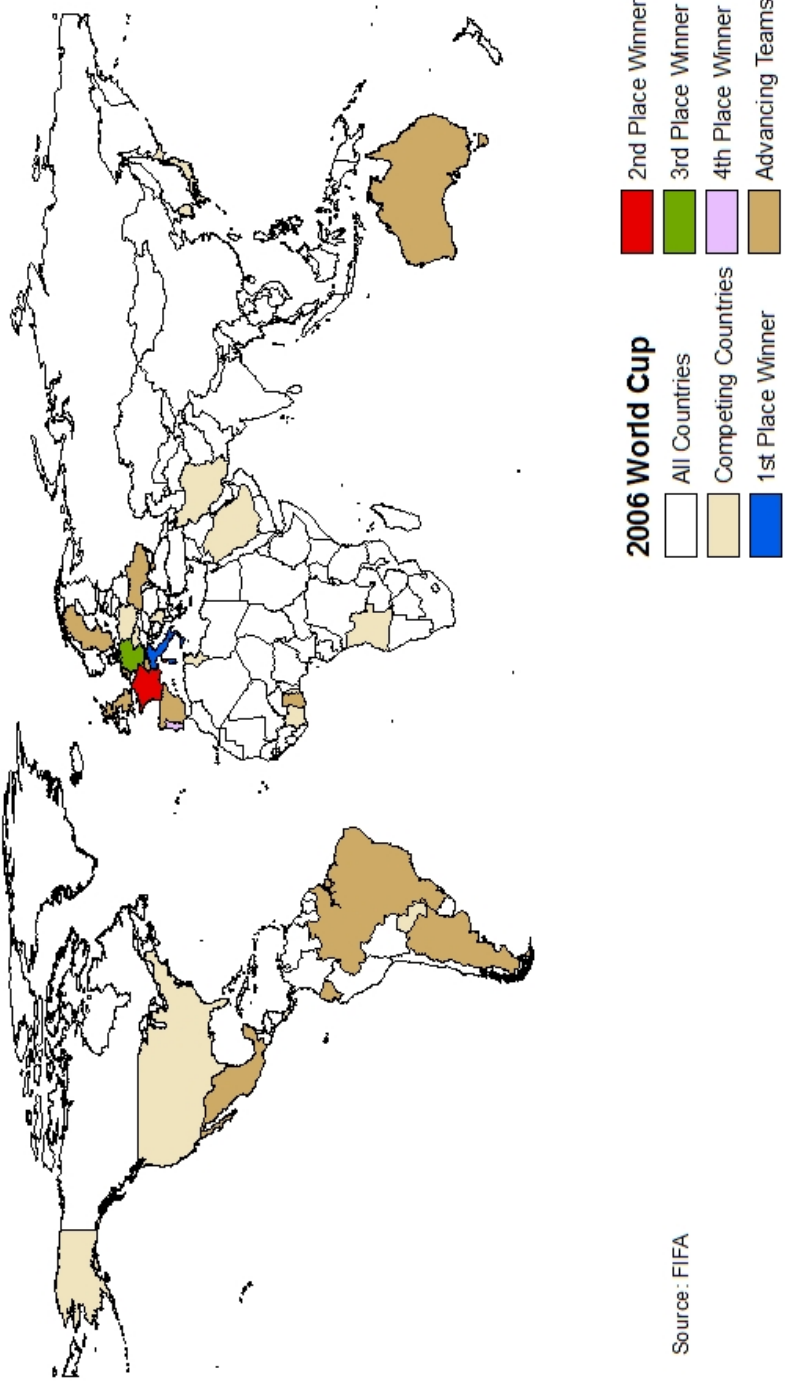 2006 World Cup
All Countries
Competing Countries
1st Place Winner
2nd Place Winner
3rd Place Winner
4th Place Winner
Advancing Teams
Source: FIFA